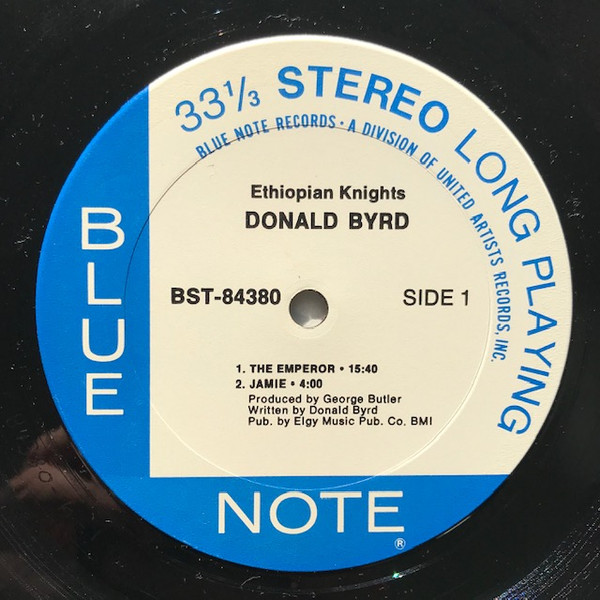 33⅓ STEREO LONG PLAYING
BLUE NOTE RECORDS • A DIVISION OF UNITED ARTISTS RECORDS, INC.
Ethiopian Knights
DONALD BYRD
BST-84380
SIDE 1
1. THE EMPEROR • 15:40
2. JAMIE • 4:00
Produced by George Butler
Written by Donald Byrd
Pub. by Elgy Music Pub. Co. BMI
BLUE
NOTE
®